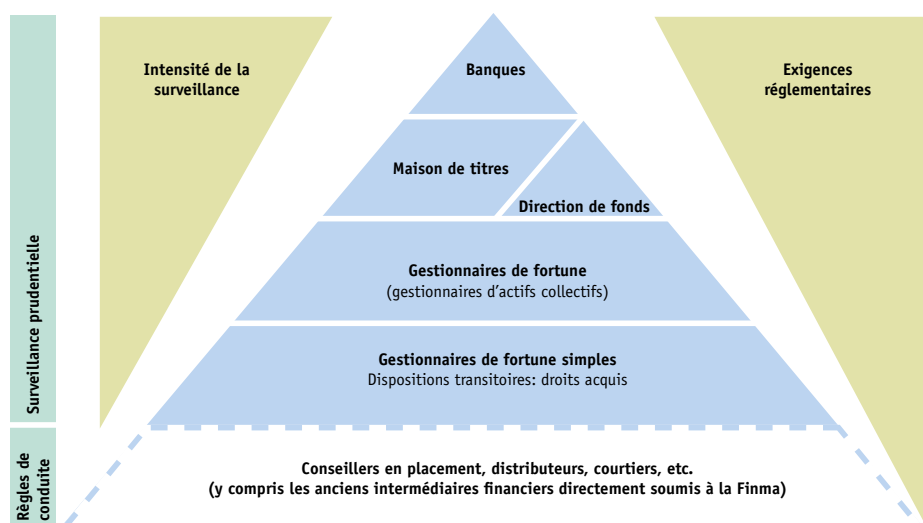 Intensité de la
surveillance
Banques
Exigences
réglementaires
Maison de titres
Direction de fonds
Surveillance prudentielle
Gestionnaires de fortune
(gestionnaires d'actifs collectifs)
Gestionnaires de fortune simples
Dispositions transitoires: droits acquis
Règles de
conduite
Conseillers en placement, distributeurs, courtiers, etc.
(y compris les anciens intermédiaires financiers directement soumis à la Finma)